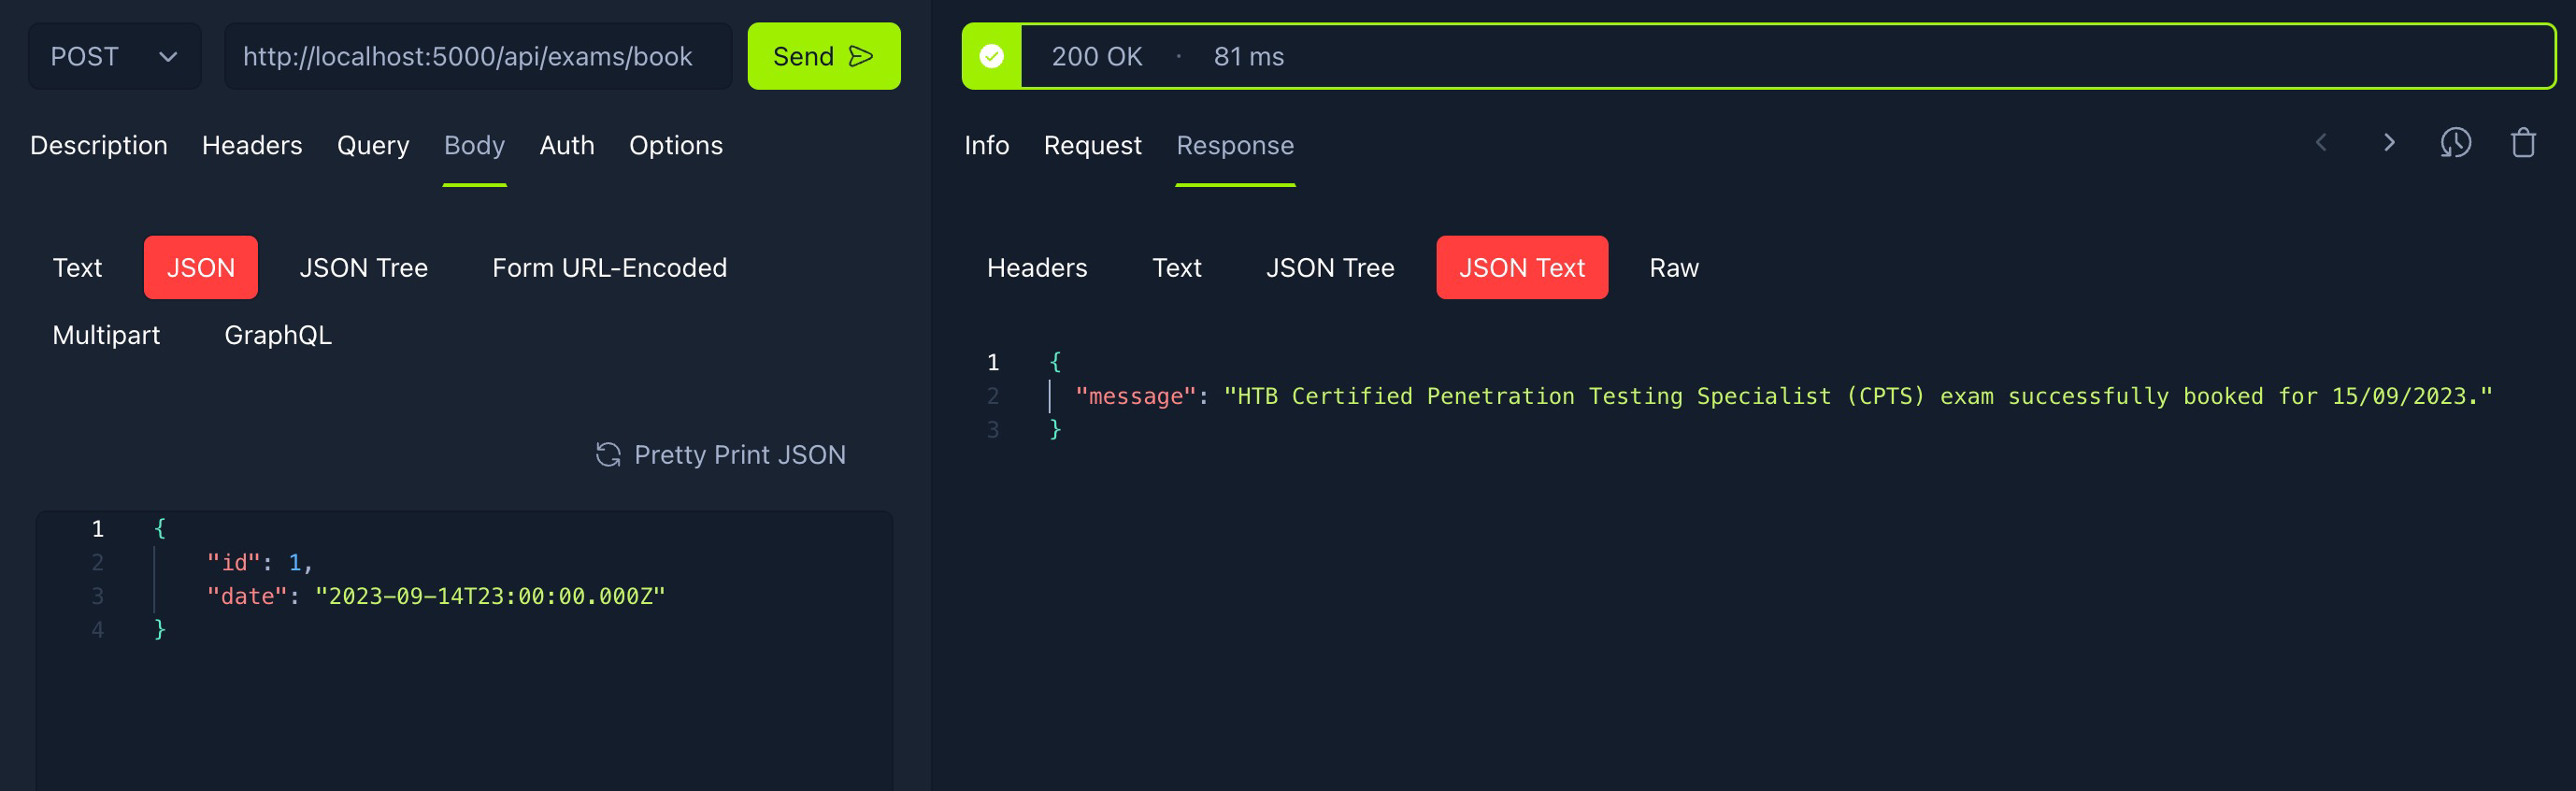 POST
http://localhost:5000/api/exams/book
Send
Description Headers Query Body Auth Options
Text JSON JSON Tree Form URL-Encoded
Multipart GraphQL
Pretty Print JSON
1 {
2 "id": 1,
3 "date": "2023-09-14T23:00:00.000Z"
4 }
200 OK · 81 ms
Info Request Response
Headers Text JSON Tree JSON Text Raw
1 {
2 "message": "HTB Certified Penetration Testing Specialist (CPTS) exam successfully booked for 15/09/2023."
3 }